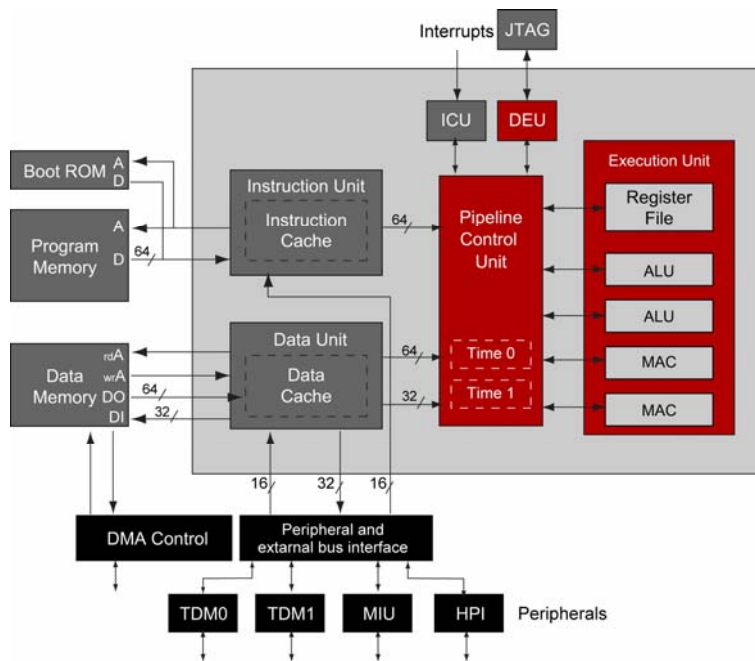 Interrupts
JTAG
ICU
DEU
Boot ROM
A
D
Program
Memory
A
D
64
Instruction Unit
Instruction
Cache
64
Pipeline
Control
Unit
Time 0
Time 1
Execution Unit
Register
File
ALU
ALU
MAC
MAC
Data
Memory
rdA
wrA
DO
DI
64
32
Data Unit
Data
Cache
64
32
16
32
16
DMA Control
Peripheral and
extarnal bus interface
TDM0
TDM1
MIU
HPI
Peripherals